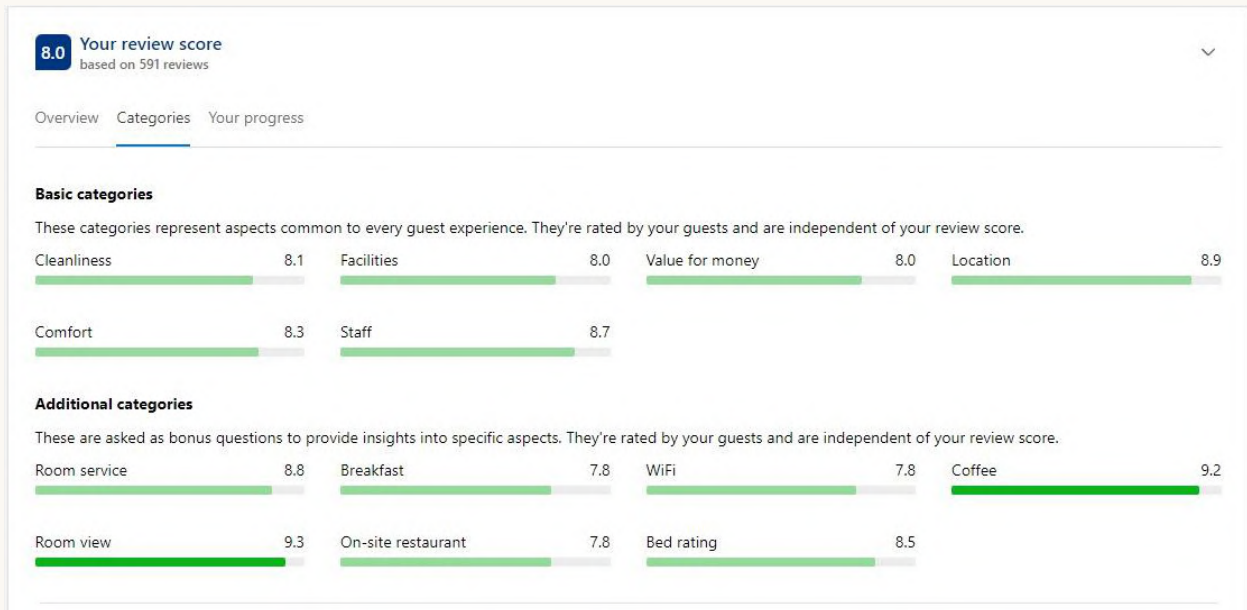 8.0 Your review score
based on 591 reviews
Overview Categories Your progress
Basic categories
These categories represent aspects common to every guest experience. They're rated by your guests and are independent of your review score.
Cleanliness 8.1 Facilities 8.0 Value for money 8.0 Location 8.9
Comfort 8.3 Staff 8.7
Additional categories
These are asked as bonus questions to provide insights into specific aspects. They're rated by your guests and are independent of your review score.
Room service 8.8 Breakfast 7.8 WiFi 7.8 Coffee 9.2
Room view 9.3 On-site restaurant 7.8 Bed rating 8.5